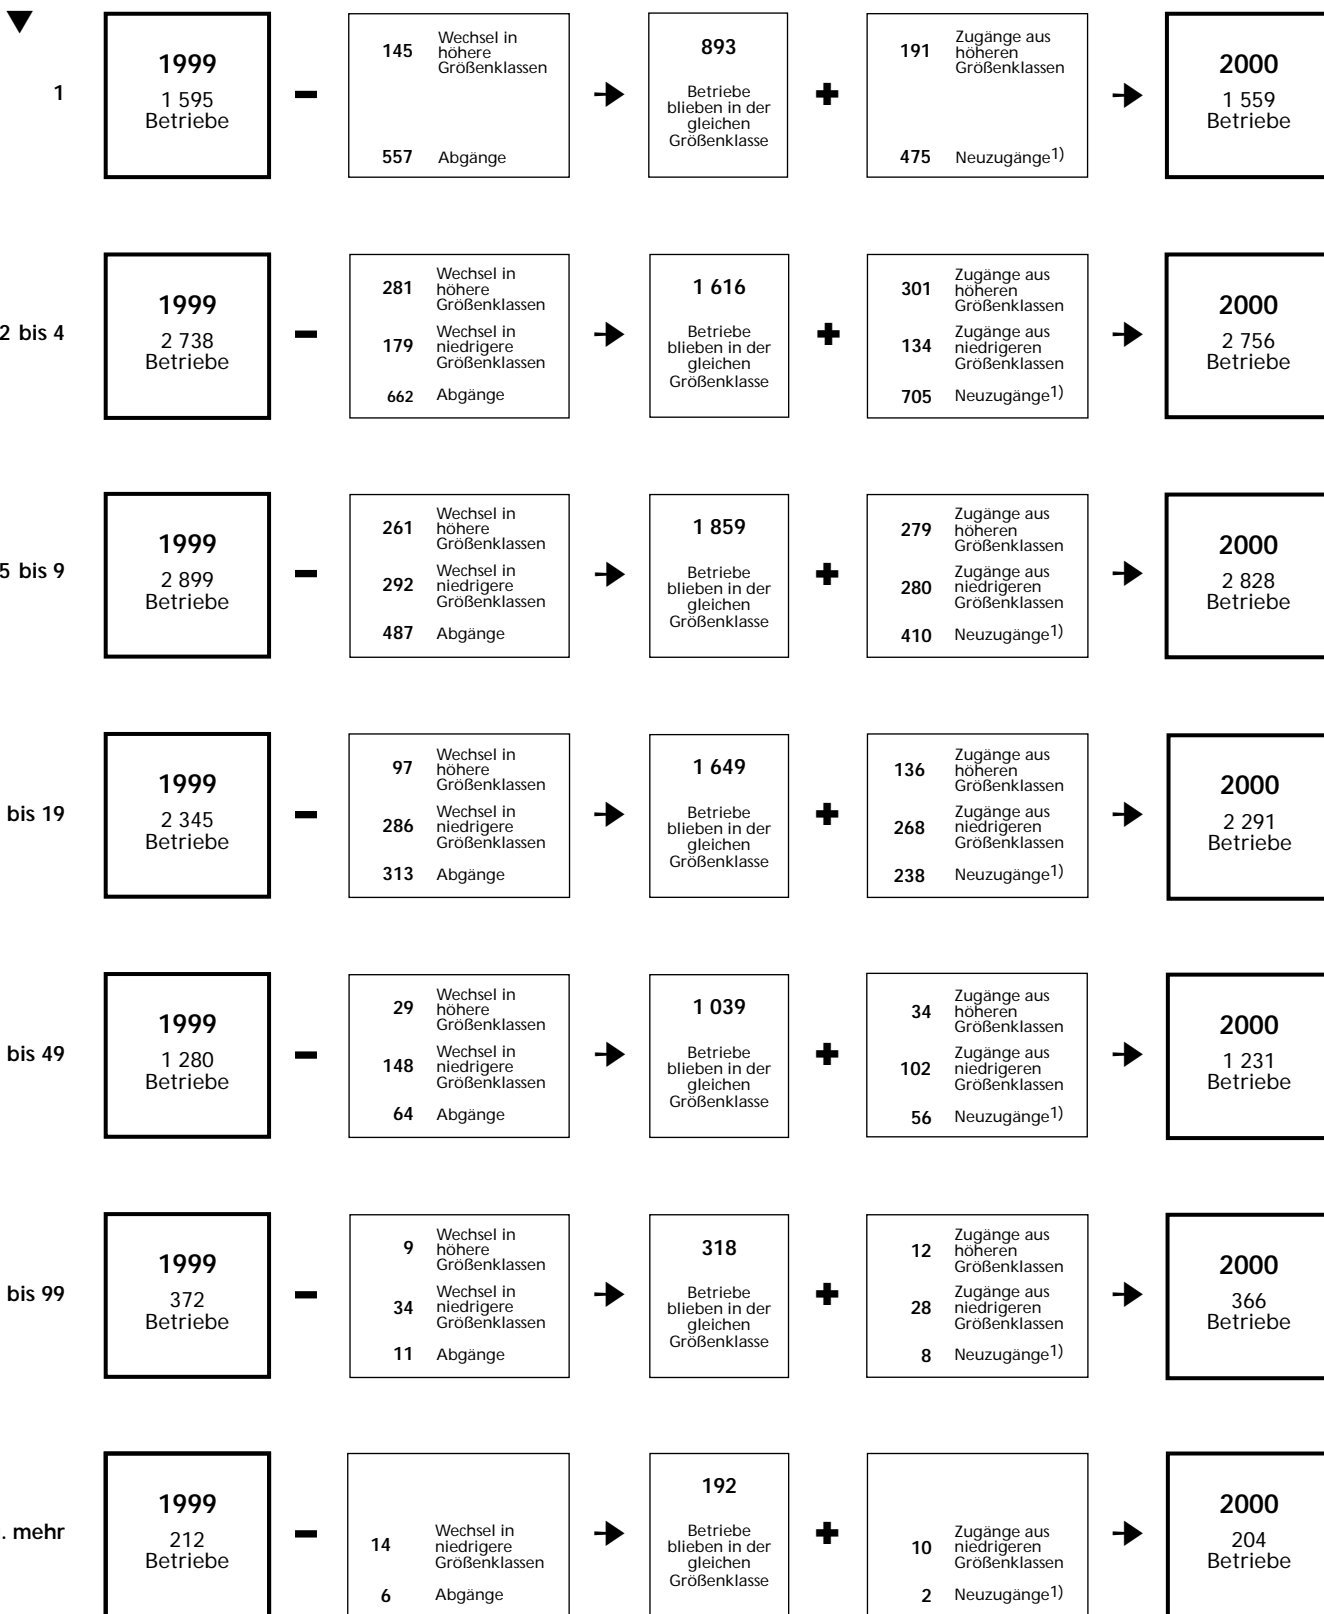 1
1999
1 595
Betriebe
145 Wechsel in
höhere
Größenklassen
557 Abgänge
893
Betriebe
blieben in der
gleichen
Größenklasse
191 Zugänge aus
höheren
Größenklassen
475 Neuzugänge1)
2000
1 559
Betriebe
2 bis 4
1999
2 738
Betriebe
281 Wechsel in
höhere
Größenklassen
179 Wechsel in
niedrigere
Größenklassen
662 Abgänge
1 616
Betriebe
blieben in der
gleichen
Größenklasse
301 Zugänge aus
höheren
Größenklassen
134 Zugänge aus
niedrigeren
Größenklassen
705 Neuzugänge1)
2000
2 756
Betriebe
5 bis 9
1999
2 899
Betriebe
261 Wechsel in
höhere
Größenklassen
292 Wechsel in
niedrigere
Größenklassen
487 Abgänge
1 859
Betriebe
blieben in der
gleichen
Größenklasse
279 Zugänge aus
höheren
Größenklassen
280 Zugänge aus
niedrigeren
Größenklassen
410 Neuzugänge1)
2000
2 828
Betriebe
bis 19
1999
2 345
Betriebe
97 Wechsel in
höhere
Größenklassen
286 Wechsel in
niedrigere
Größenklassen
313 Abgänge
1 649
Betriebe
blieben in der
gleichen
Größenklasse
136 Zugänge aus
höheren
Größenklassen
268 Zugänge aus
niedrigeren
Größenklassen
238 Neuzugänge1)
2000
2 291
Betriebe
bis 49
1999
1 280
Betriebe
29 Wechsel in
höhere
Größenklassen
148 Wechsel in
niedrigere
Größenklassen
64 Abgänge
1 039
Betriebe
blieben in der
gleichen
Größenklasse
34 Zugänge aus
höheren
Größenklassen
102 Zugänge aus
niedrigeren
Größenklassen
56 Neuzugänge1)
2000
1 231
Betriebe
bis 99
1999
372
Betriebe
9 Wechsel in
höhere
Größenklassen
34 Wechsel in
niedrigere
Größenklassen
11 Abgänge
318
Betriebe
blieben in der
gleichen
Größenklasse
12 Zugänge aus
höheren
Größenklassen
28 Zugänge aus
niedrigeren
Größenklassen
8 Neuzugänge1)
2000
366
Betriebe
. mehr
1999
212
Betriebe
14 Wechsel in
niedrigere
Größenklassen
6 Abgänge
192
Betriebe
blieben in der
gleichen
Größenklasse
10 Zugänge aus
niedrigeren
Größenklassen
2 Neuzugänge1)
2000
204
Betriebe